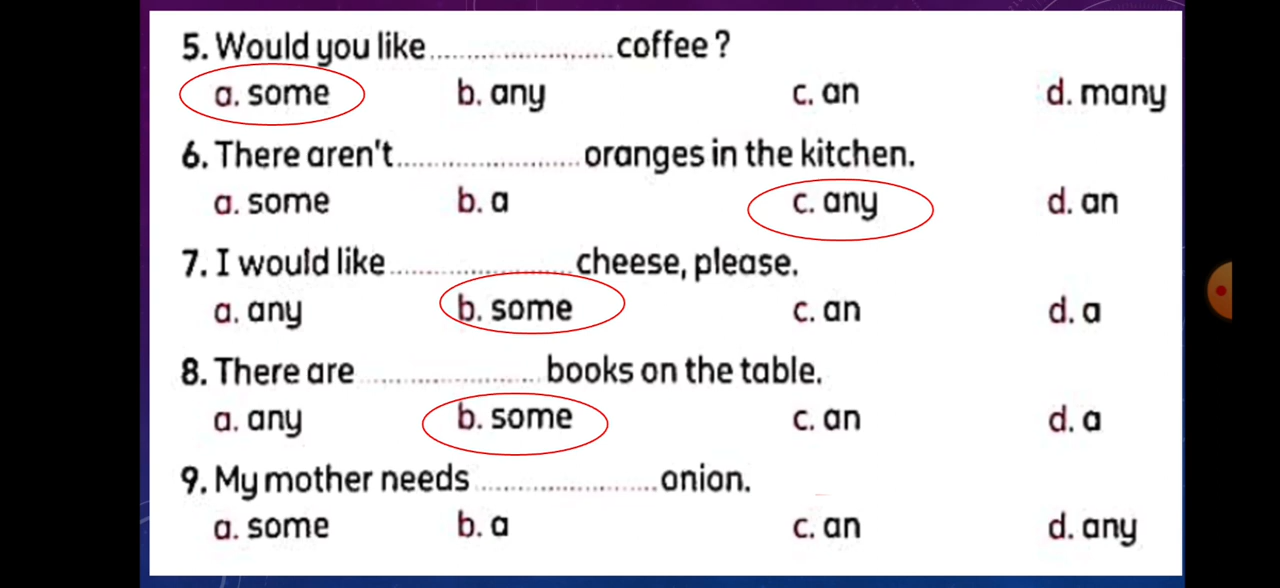 5. Would you like.......................coffee ?
a. some b. any c. an d. many
6. There aren't.......................oranges in the kitchen.
a. some b. a c. any d. an
7. I would like.......................cheese, please.
a. any b. some c. an d. a
8. There are .......................books on the table.
a. any b. some c. an d. a
9. My mother needs .......................onion.
a. some b. a c. an d. any